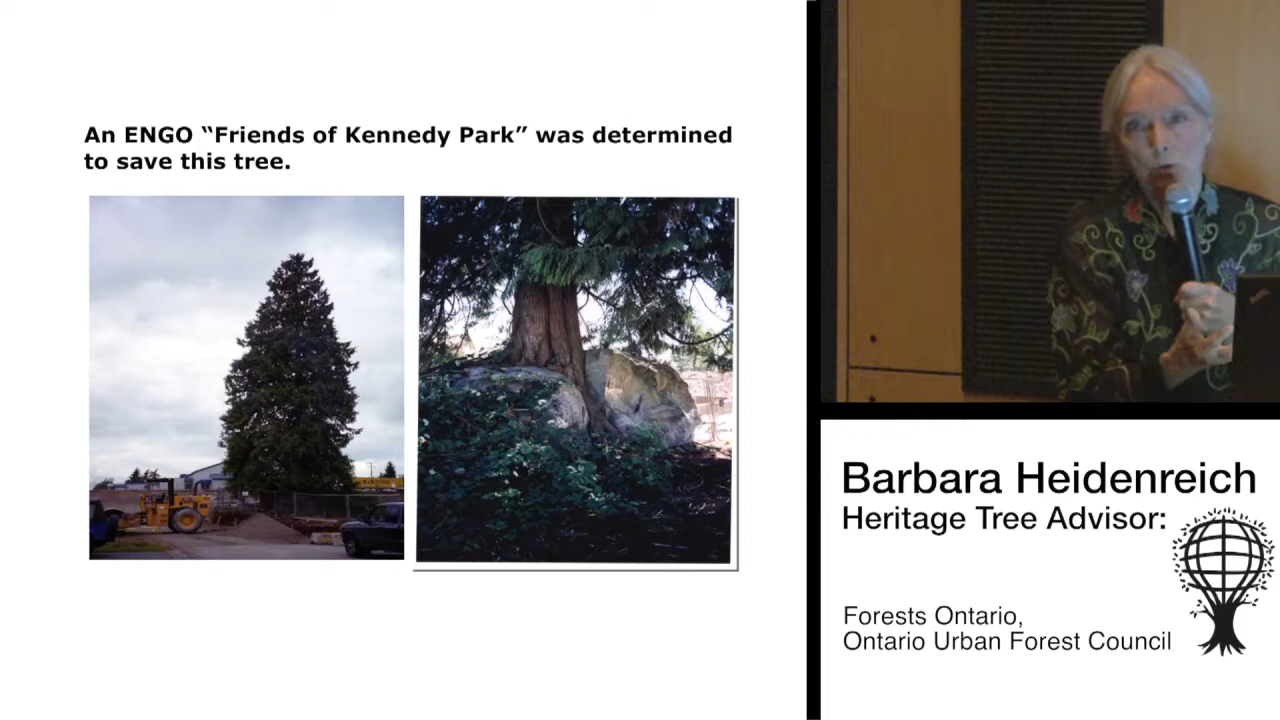 An ENGO “Friends of Kennedy Park” was determined
to save this tree.
Barbara Heidenreich
Heritage Tree Advisor:
Forests Ontario,
Ontario Urban Forest Council